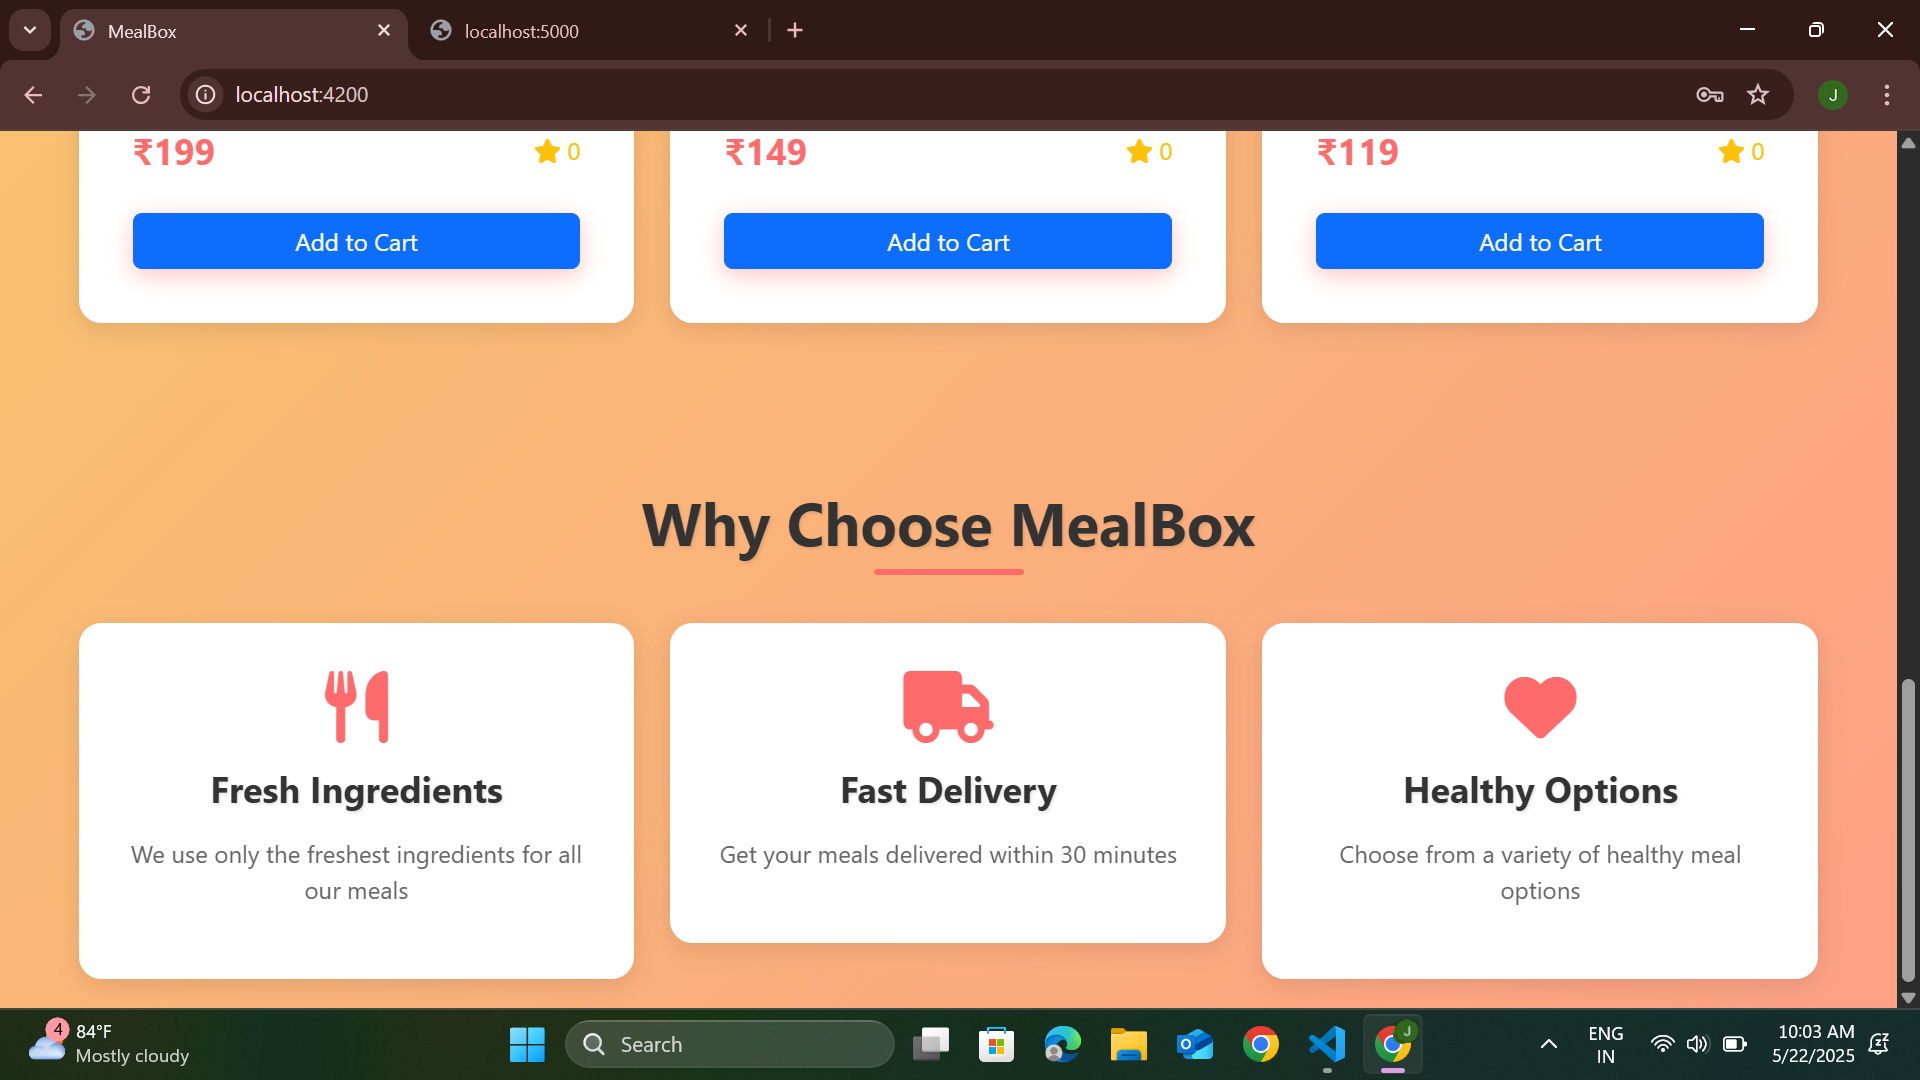 MealBox
localhost:5000
localhost:4200
J
₹199
0
₹149
0
₹119
0
Add to Cart
Add to Cart
Add to Cart
Why Choose MealBox
Fresh Ingredients
We use only the freshest ingredients for all
our meals
Fast Delivery
Get your meals delivered within 30 minutes
Healthy Options
Choose from a variety of healthy meal
options
4
84°F
Mostly cloudy
Search
J
ENG
IN
10:03 AM
5/22/2025